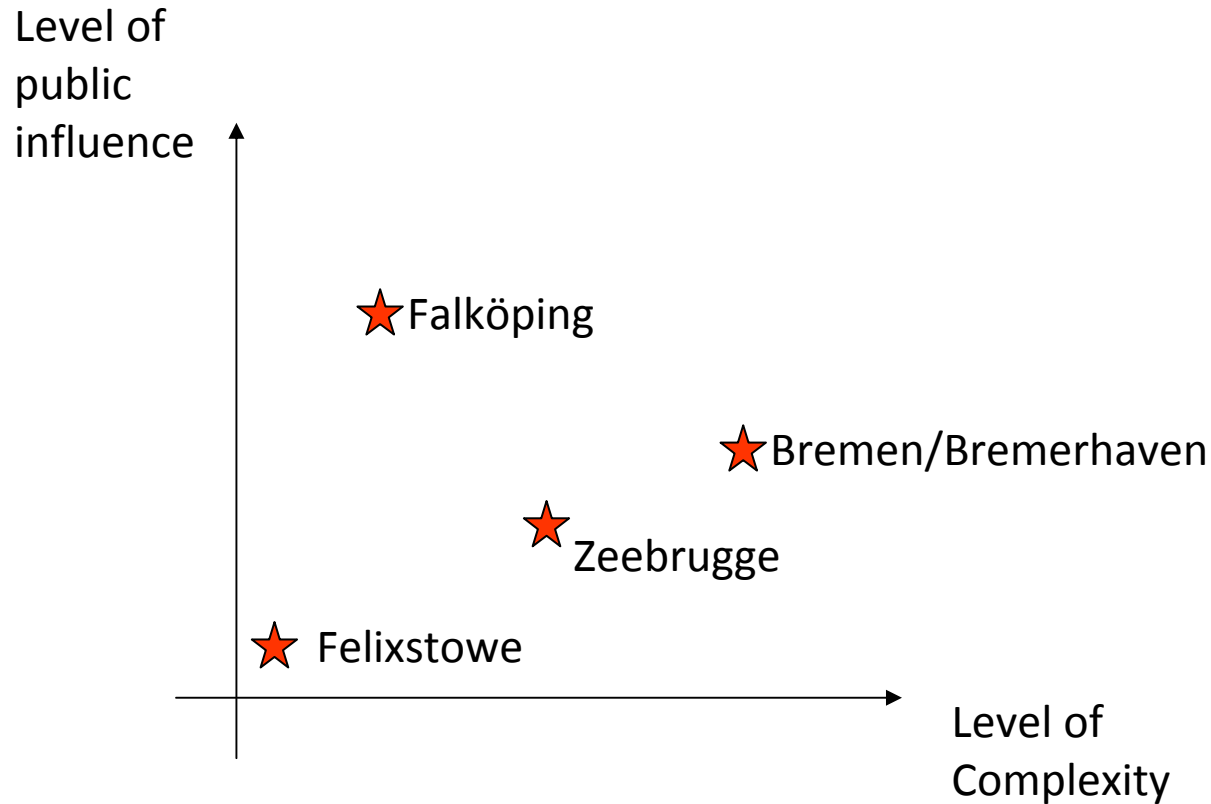 Level of
public
influence
Falköping
Bremen/Bremerhaven
Zeebrugge
Felixstowe
Level of
Complexity